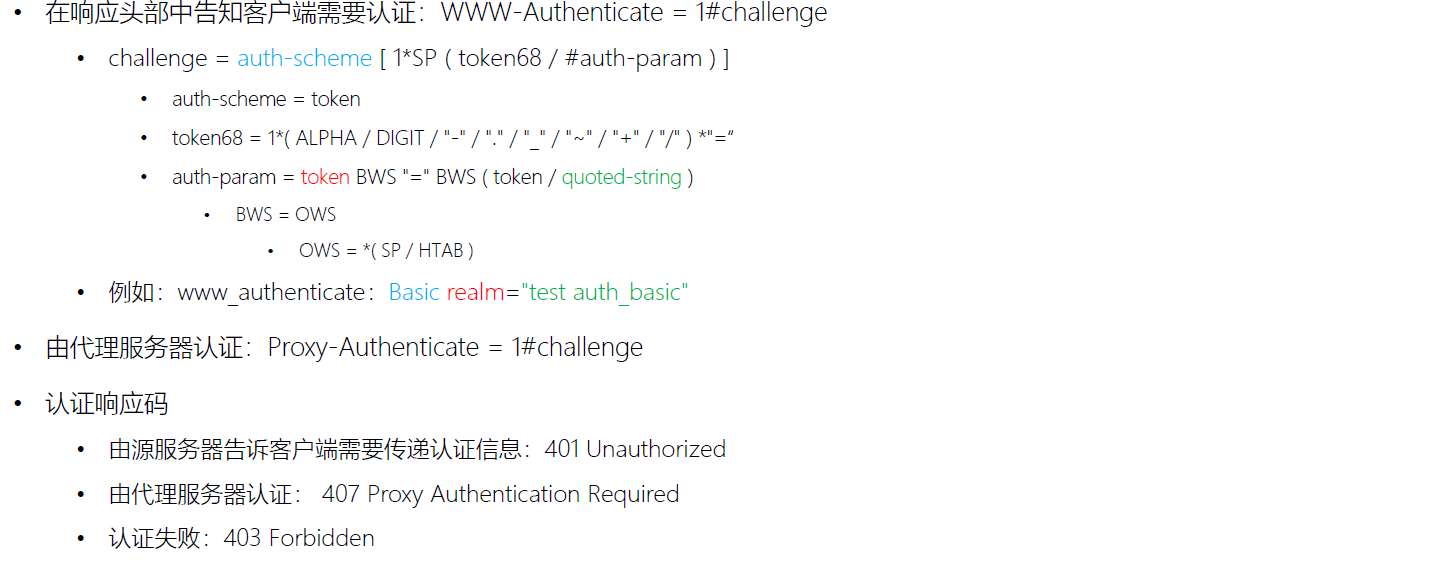 • 在响应头部中告知客户端需要认证：WWW-Authenticate = 1#challenge
• challenge = auth-scheme [ 1*SP ( token68 / #auth-param ) ]
• auth-scheme = token
• token68 = 1*( ALPHA / DIGIT / "-" / "." / "_" / "~" / "+" / "/" ) *"=“
• auth-param = token BWS "=" BWS ( token / quoted-string )
• BWS = OWS
• OWS = *( SP / HTAB )
• 例如：www_authenticate：Basic realm="test auth_basic"
• 由代理服务器认证：Proxy-Authenticate = 1#challenge
• 认证响应码
• 由源服务器告诉客户端需要传递认证信息：401 Unauthorized
• 由代理服务器认证： 407 Proxy Authentication Required
• 认证失败：403 Forbidden